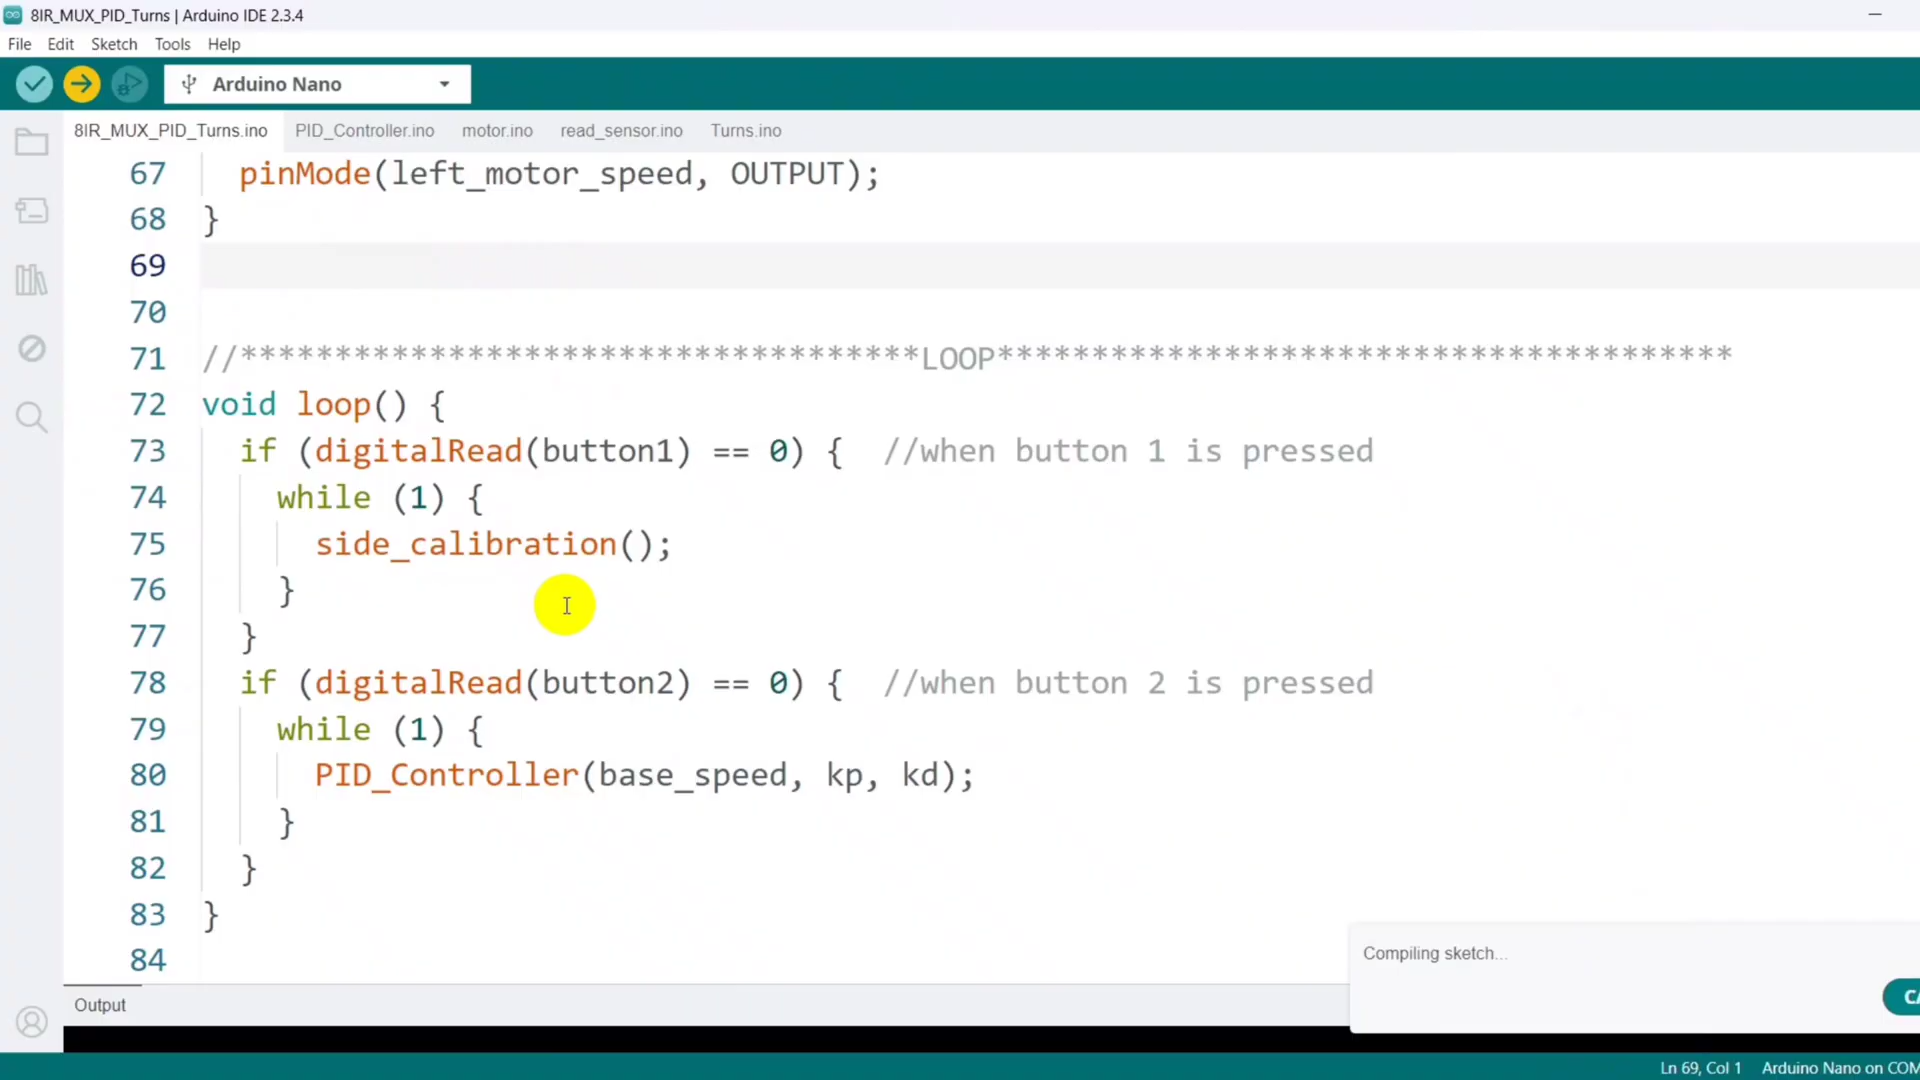 8IR_MUX_PID_Turns | Arduino IDE 2.3.4
File Edit Sketch Tools Help
Arduino Nano
8IR_MUX_PID_Turns.ino PID_Controller.ino motor.ino read_sensor.ino Turns.ino
67 pinMode(left_motor_speed, OUTPUT);
68 }
69
70
71 //************************************LOOP***************************************
72 void loop() {
73 if (digitalRead(button1) == 0) { //when button 1 is pressed
74 while (1) {
75 side_calibration();
76 }
77 }
78 if (digitalRead(button2) == 0) { //when button 2 is pressed
79 while (1) {
80 PID_Controller(base_speed, kp, kd);
81 }
82 }
83 }
84
Compiling sketch...
Output
Ln 69, Col 1 Arduino Nano on COM